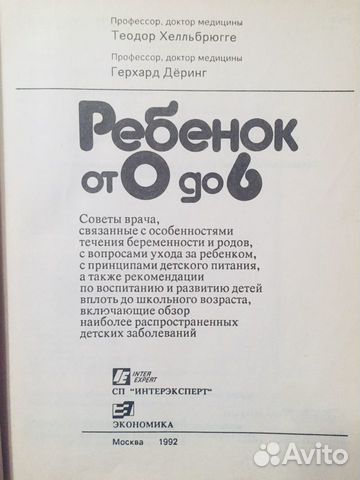 Профессор, доктор медицины
Теодор Хелльбрюгге
Профессор, доктор медицины
Герхард Дёринг
Ребенок
от 0 до 6
Советы врача,
связанные с особенностями
течения беременности и родов,
с вопросами ухода за ребенком,
с принципами детского питания,
а также рекомендации
по воспитанию и развитию детей
вплоть до школьного возраста,
включающие обзор
наиболее распространенных
детских заболеваний
INTER
EXPERT
СП "ИНТЕРЭКСПЕРТ"
ЭКОНОМИКА
Москва 1992
Avito